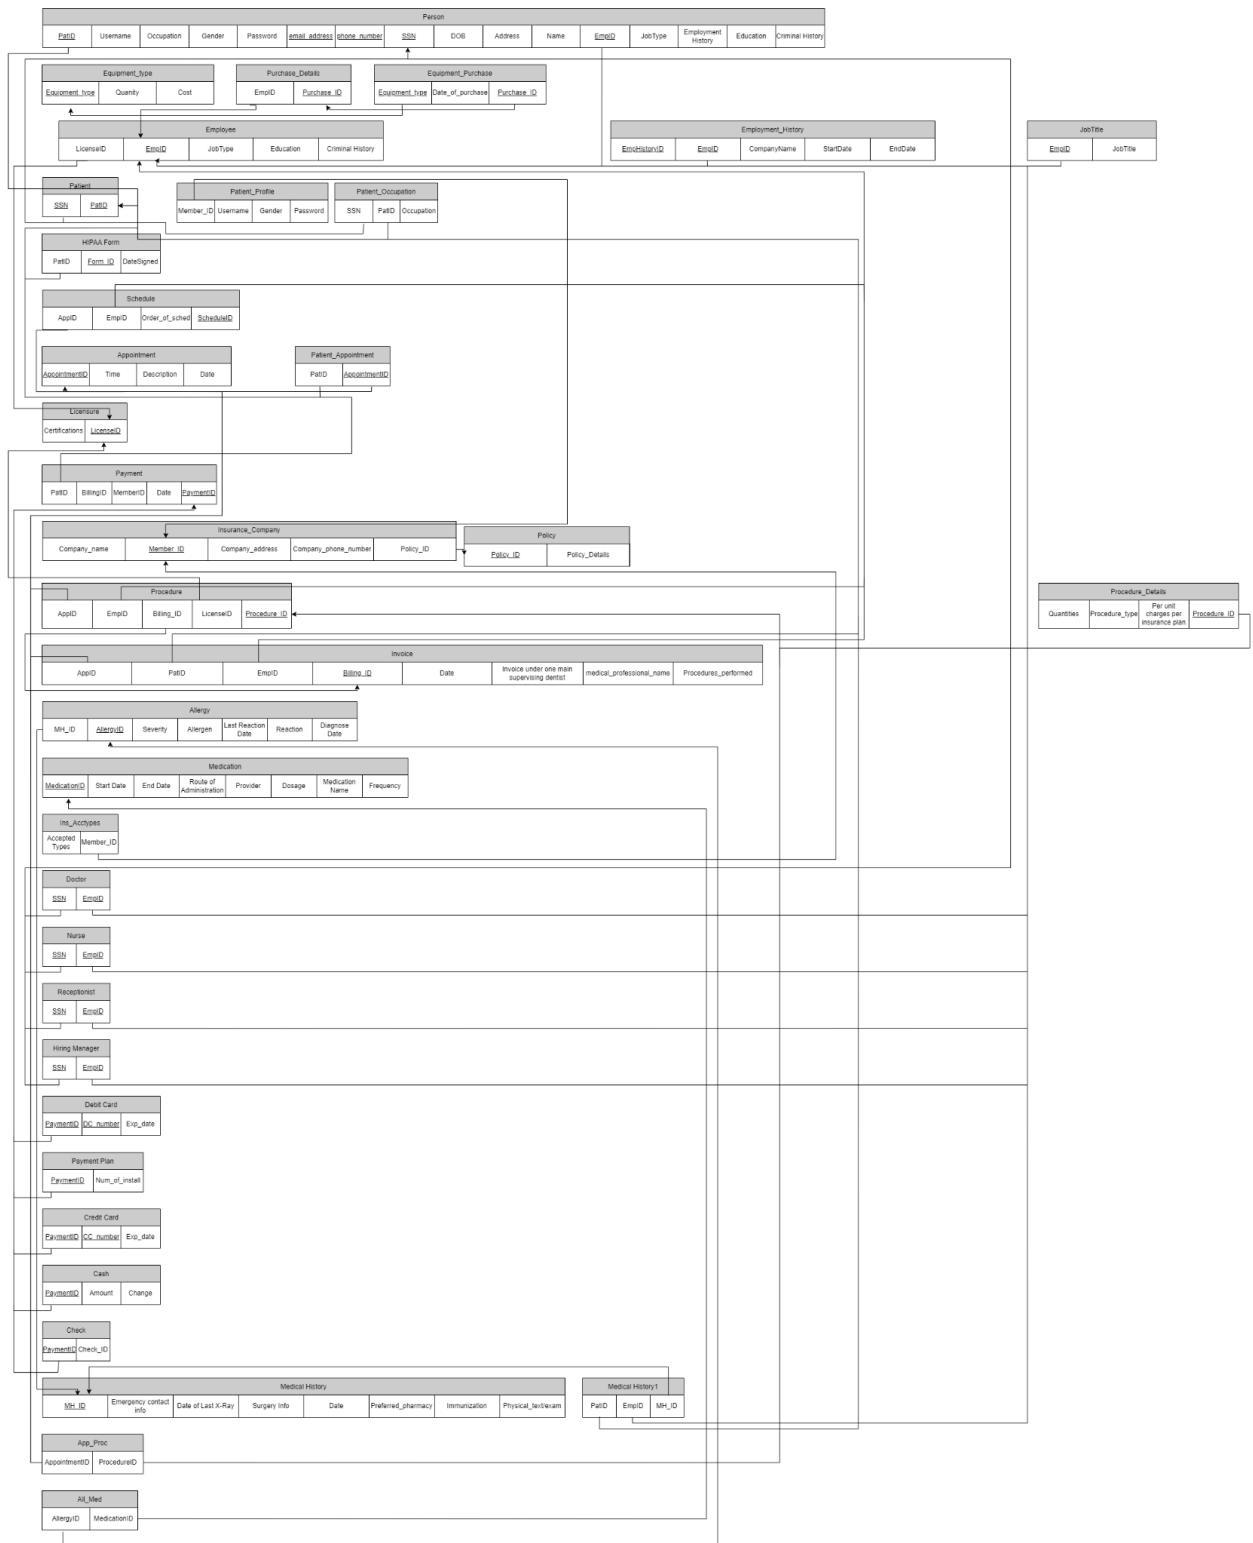 Person
PatID Username Occupation Gender Password email_address phone_number SSN DOB Address Name EmpID JobType Employment History Education Criminal History
Equipment_type Purchase_Details Equipment_Purchase
Equipment_type Quanity Cost EmpID Purchase_ID Equipment_type Date_of_purchase Purchase_ID
Employee Employment_History JobTitle
LicenseID EmpID JobType Education Criminal History EmpHistoryID EmpID CompanyName StartDate EndDate EmpID JobTitle
Patient Patient_Profile Patient_Occupation
SSN PatID Member_ID Username Gender Password SSN PatID Occupation
HIPAA Form
PatID Form_ID DateSigned
Schedule
AppID EmpID Order_of_sched ScheduleID
Appointment Patient_Appointment
AppointmentID Time Description Date PatID AppointmentID
Licensure
Certifications LicenseID
Payment
PatID BillingID MemberID Date PaymentID
Insurance_Company Policy
Company_name Member_ID Company_address Company_phone_number Policy_ID Policy_ID Policy_Details
Procedure Procedure_Details
AppID EmpID Billing_ID LicenseID Procedure_ID Quantities Procedure_type Per unit charges per insurance plan Procedure_ID
Invoice
AppID PatID EmpID Billing_ID Date Invoice under one main supervising dentist medical_professional_name Procedures_performed
Allergy
MH_ID AllergyID Severity Allergen Last Reaction Date Reaction Diagnose Date
Medication
MedicationID Start Date End Date Route of Administration Provider Dosage Medication Name Frequency
Ins_Acctypes
Accepted Types Member_ID
Doctor
SSN EmpID
Nurse
SSN EmpID
Receptionist
SSN EmpID
Hiring Manager
SSN EmpID
Debit Card
PaymentID DC_number Exp_date
Payment Plan
PaymentID Num_of_install
Credit Card
PaymentID CC_number Exp_date
Cash
PaymentID Amount Change
Check
PaymentID Check_ID
Medical History Medical History1
MH_ID Emergency contact info Date of Last X-Ray Surgery Info Date Preferred_pharmacy Immunization Physical_text/exam PatID EmpID MH_ID
App_Proc
AppointmentID ProcedureID
All_Med
AllergyID MedicationID